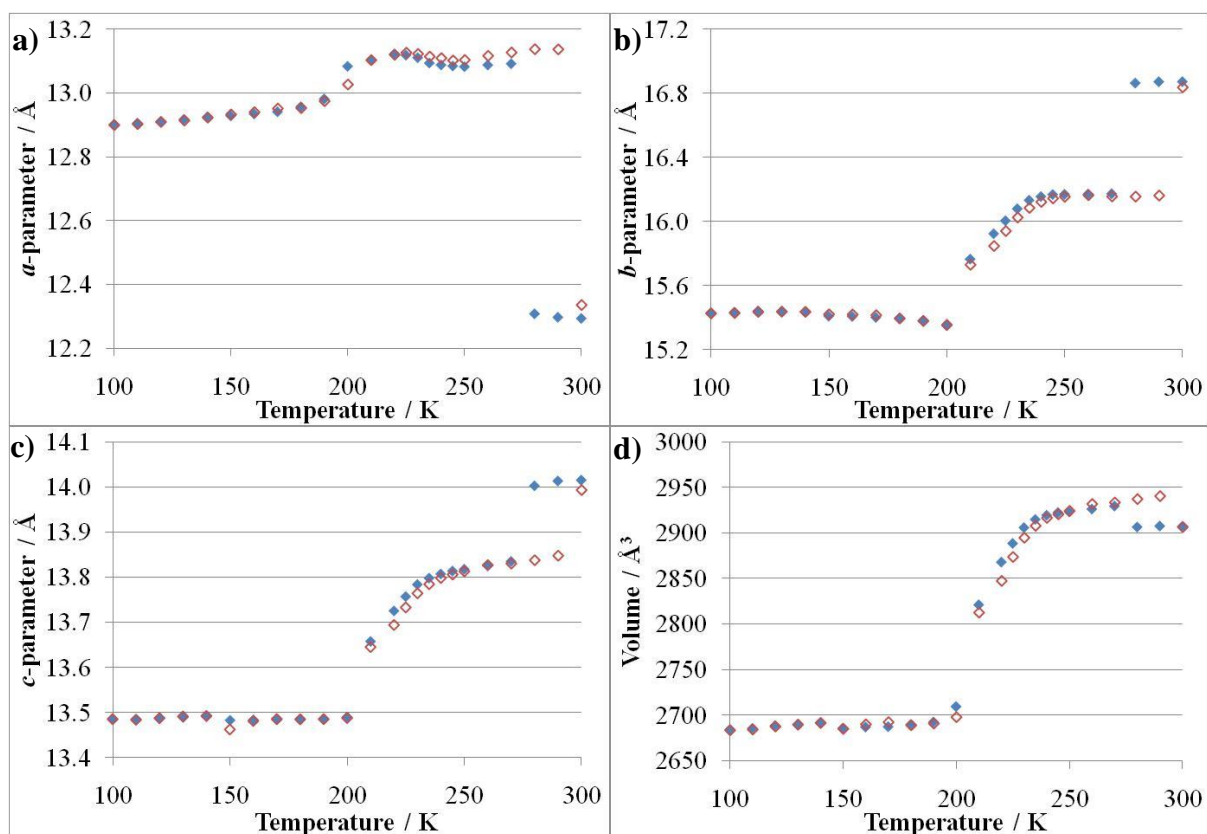 a)
a-parameter / Å
13.2
13.0
12.8
12.6
12.4
12.2
100 150 200 250 300
Temperature / K
b)
b-parameter / Å
17.2
16.8
16.4
16.0
15.6
15.2
100 150 200 250 300
Temperature / K
c)
c-parameter / Å
14.1
14.0
13.9
13.8
13.7
13.6
13.5
13.4
100 150 200 250 300
Temperature / K
d)
Volume / Å³
3000
2950
2900
2850
2800
2750
2700
2650
2600
100 150 200 250 300
Temperature / K